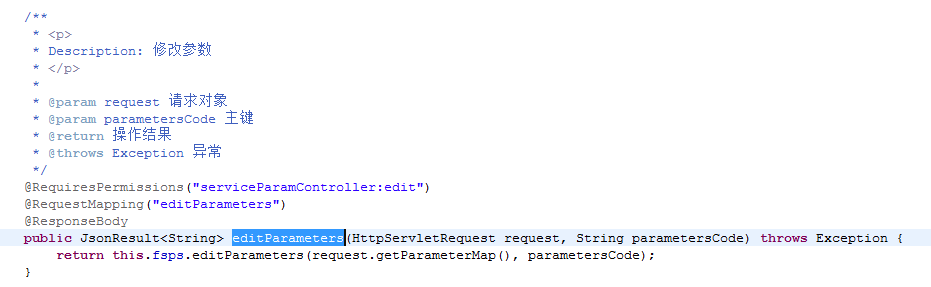 /**
 * <p>
 * Description: 修改参数
 * </p>
 *
 * @param request 请求对象
 * @param parametersCode 主键
 * @return 操作结果
 * @throws Exception 异常
 */
@RequiresPermissions("serviceParamController:edit")
@RequestMapping("editParameters")
@ResponseBody
public JsonResult<String> editParameters(HttpServletRequest request, String parametersCode) throws Exception {
    return this.fsps.editParameters(request.getParameterMap(), parametersCode);
}